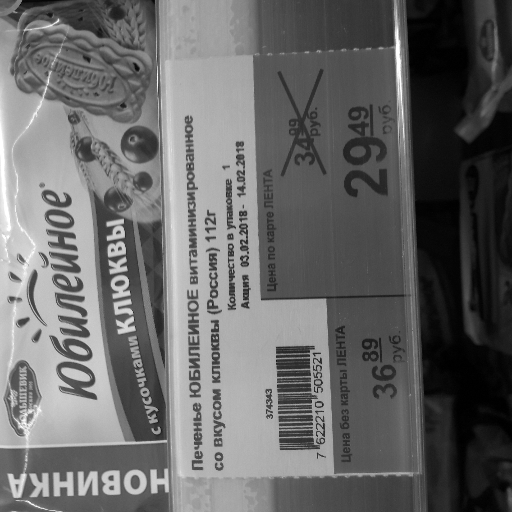 Юбилейное
БОЛЬШЕВИК
Юбилейное
с кусочками КЛЮКВЫ
НОВИНКА
Печенье ЮБИЛЕЙНОЕ витаминизированное
со вкусом клюквы (Россия) 112г
Количество в упаковке 1
Акция 03.02.2018 - 14.02.2018
Цена по карте ЛЕНТА
34 99 руб.
29 49 руб.
374343
7 622210 505521
Цена без карты ЛЕНТА
36 89 руб.